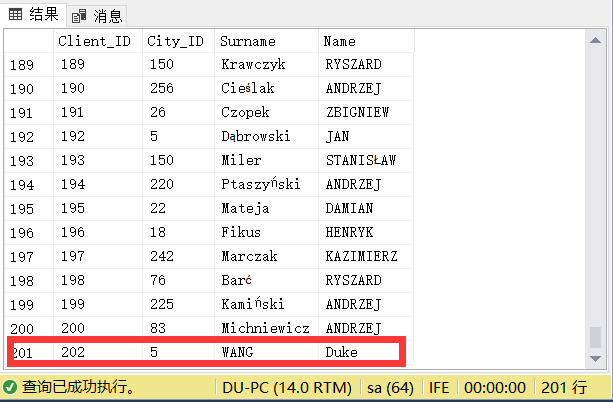 结果 消息
Client_ID City_ID Surname Name
189 189 150 Krawczyk RYSZARD
190 190 256 Cieślak ANDRZEJ
191 191 26 Czopek ZBIGNIEW
192 192 5 Dąbrowski JAN
193 193 150 Miler STANISŁAW
194 194 220 Ptaszyński ANDRZEJ
195 195 22 Mateja DAMIAN
196 196 18 Fikus HENRYK
197 197 242 Marczak KAZIMIERZ
198 198 76 Barć RYSZARD
199 199 225 Kamiński ANDRZEJ
200 200 83 Michniewicz ANDRZEJ
201 202 5 WANG Duke
查询已成功执行。 DU-PC (14.0 RTM) sa (64) IFE 00:00:00 201 行